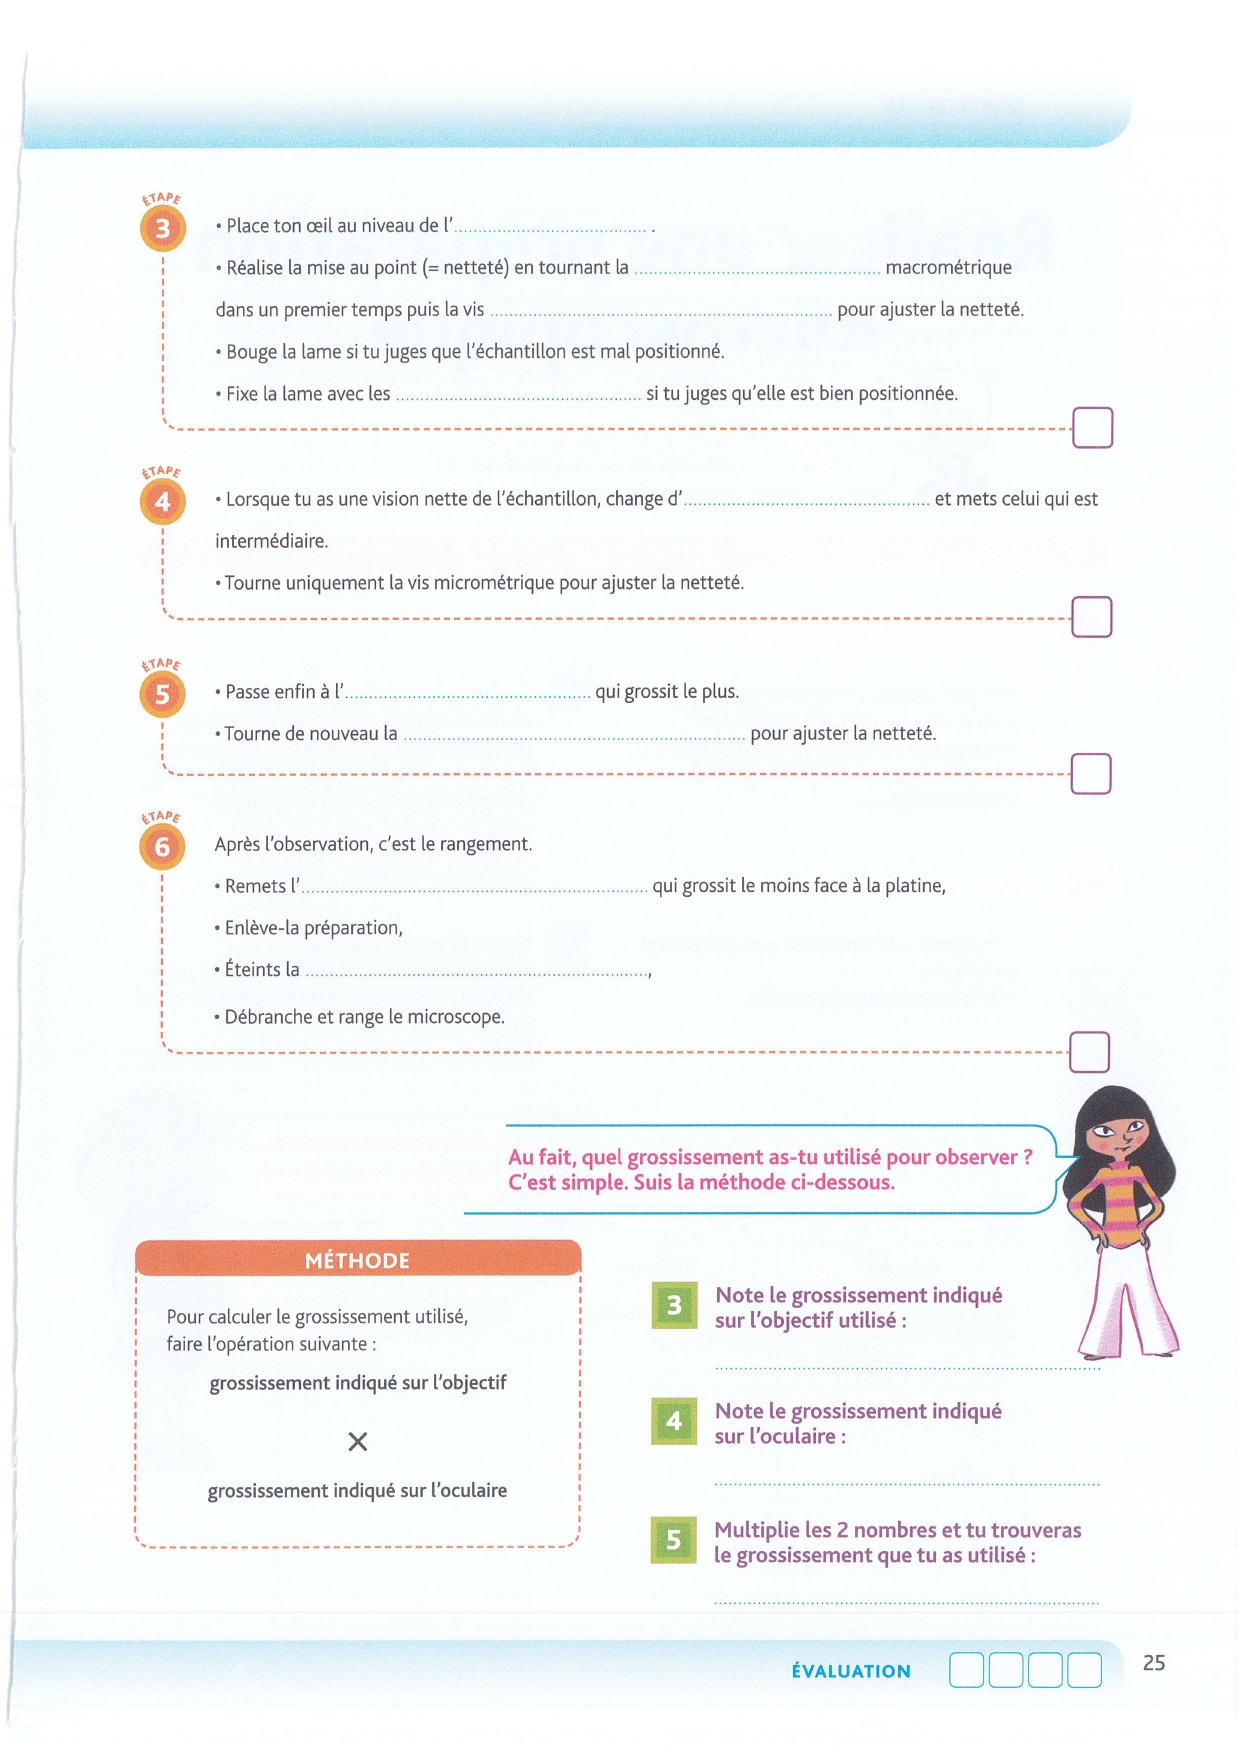 ÉTAPE
3
• Place ton œil au niveau de l'.................................... .
• Réalise la mise au point (= netteté) en tournant la .................................... macrométrique
dans un premier temps puis la vis .................................... pour ajuster la netteté.
• Bouge la lame si tu juges que l'échantillon est mal positionné.
• Fixe la lame avec les .................................... si tu juges qu'elle est bien positionnée.
ÉTAPE
4
• Lorsque tu as une vision nette de l'échantillon, change d'.................................... et mets celui qui est
intermédiaire.
• Tourne uniquement la vis micrométrique pour ajuster la netteté.
ÉTAPE
5
• Passe enfin à l'.................................... qui grossit le plus.
• Tourne de nouveau la .................................... pour ajuster la netteté.
ÉTAPE
6
Après l'observation, c'est le rangement.
• Remets l'.................................... qui grossit le moins face à la platine,
• Enlève-la préparation,
• Éteints la ....................................,
• Débranche et range le microscope.
Au fait, quel grossissement as-tu utilisé pour observer ?
C'est simple. Suis la méthode ci-dessous.
MÉTHODE
Pour calculer le grossissement utilisé,
faire l'opération suivante :
grossissement indiqué sur l'objectif
×
grossissement indiqué sur l'oculaire
3
Note le grossissement indiqué
sur l'objectif utilisé :
....................................
4
Note le grossissement indiqué
sur l'oculaire :
....................................
5
Multiplie les 2 nombres et tu trouveras
le grossissement que tu as utilisé :
....................................
ÉVALUATION
25